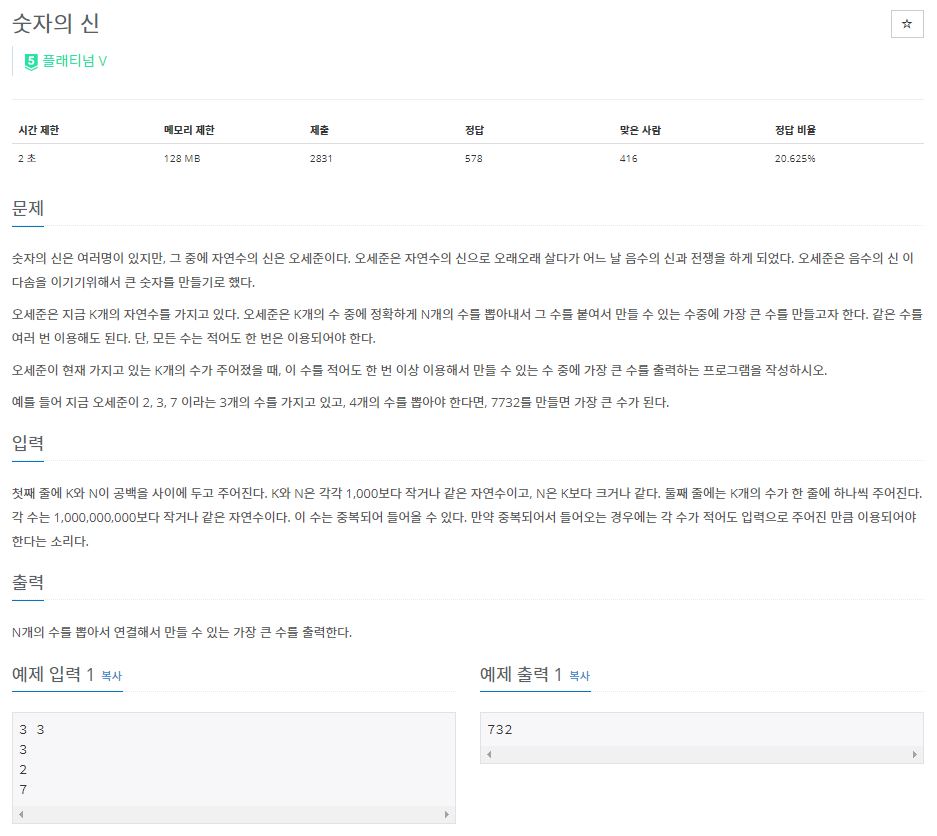 숫자의 신
☆
5 플래티넘 V
시간 제한 메모리 제한 제출 정답 맞은 사람 정답 비율
2 초 128 MB 2831 578 416 20.625%
문제
숫자의 신은 여러명이 있지만, 그 중에 자연수의 신은 오세준이다. 오세준은 자연수의 신으로 오래오래 살다가 어느 날 음수의 신과 전쟁을 하게 되었다. 오세준은 음수의 신 이
다솜을 이기기위해서 큰 숫자를 만들기로 했다.
오세준은 지금 K개의 자연수를 가지고 있다. 오세준은 K개의 수 중에 정확하게 N개의 수를 뽑아내서 그 수를 붙여서 만들 수 있는 수중에 가장 큰 수를 만들고자 한다. 같은 수를
여러 번 이용해도 된다. 단, 모든 수는 적어도 한 번은 이용되어야 한다.
오세준이 현재 가지고 있는 K개의 수가 주어졌을 때, 이 수를 적어도 한 번 이상 이용해서 만들 수 있는 수 중에 가장 큰 수를 출력하는 프로그램을 작성하시오.
예를 들어 지금 오세준이 2, 3, 7 이라는 3개의 수를 가지고 있고, 4개의 수를 뽑아야 한다면, 7732를 만들면 가장 큰 수가 된다.
입력
첫째 줄에 K와 N이 공백을 사이에 두고 주어진다. K와 N은 각각 1,000보다 작거나 같은 자연수이고, N은 K보다 크거나 같다. 둘째 줄에는 K개의 수가 한 줄에 하나씩 주어진다.
각 수는 1,000,000,000보다 작거나 같은 자연수이다. 이 수는 중복되어 들어올 수 있다. 만약 중복되어서 들어오는 경우에는 각 수가 적어도 입력으로 주어진 만큼 이용되어야
한다는 소리다.
출력
N개의 수를 뽑아서 연결해서 만들 수 있는 가장 큰 수를 출력한다.
예제 입력 1 복사
3 3
3
2
7
예제 출력 1 복사
732